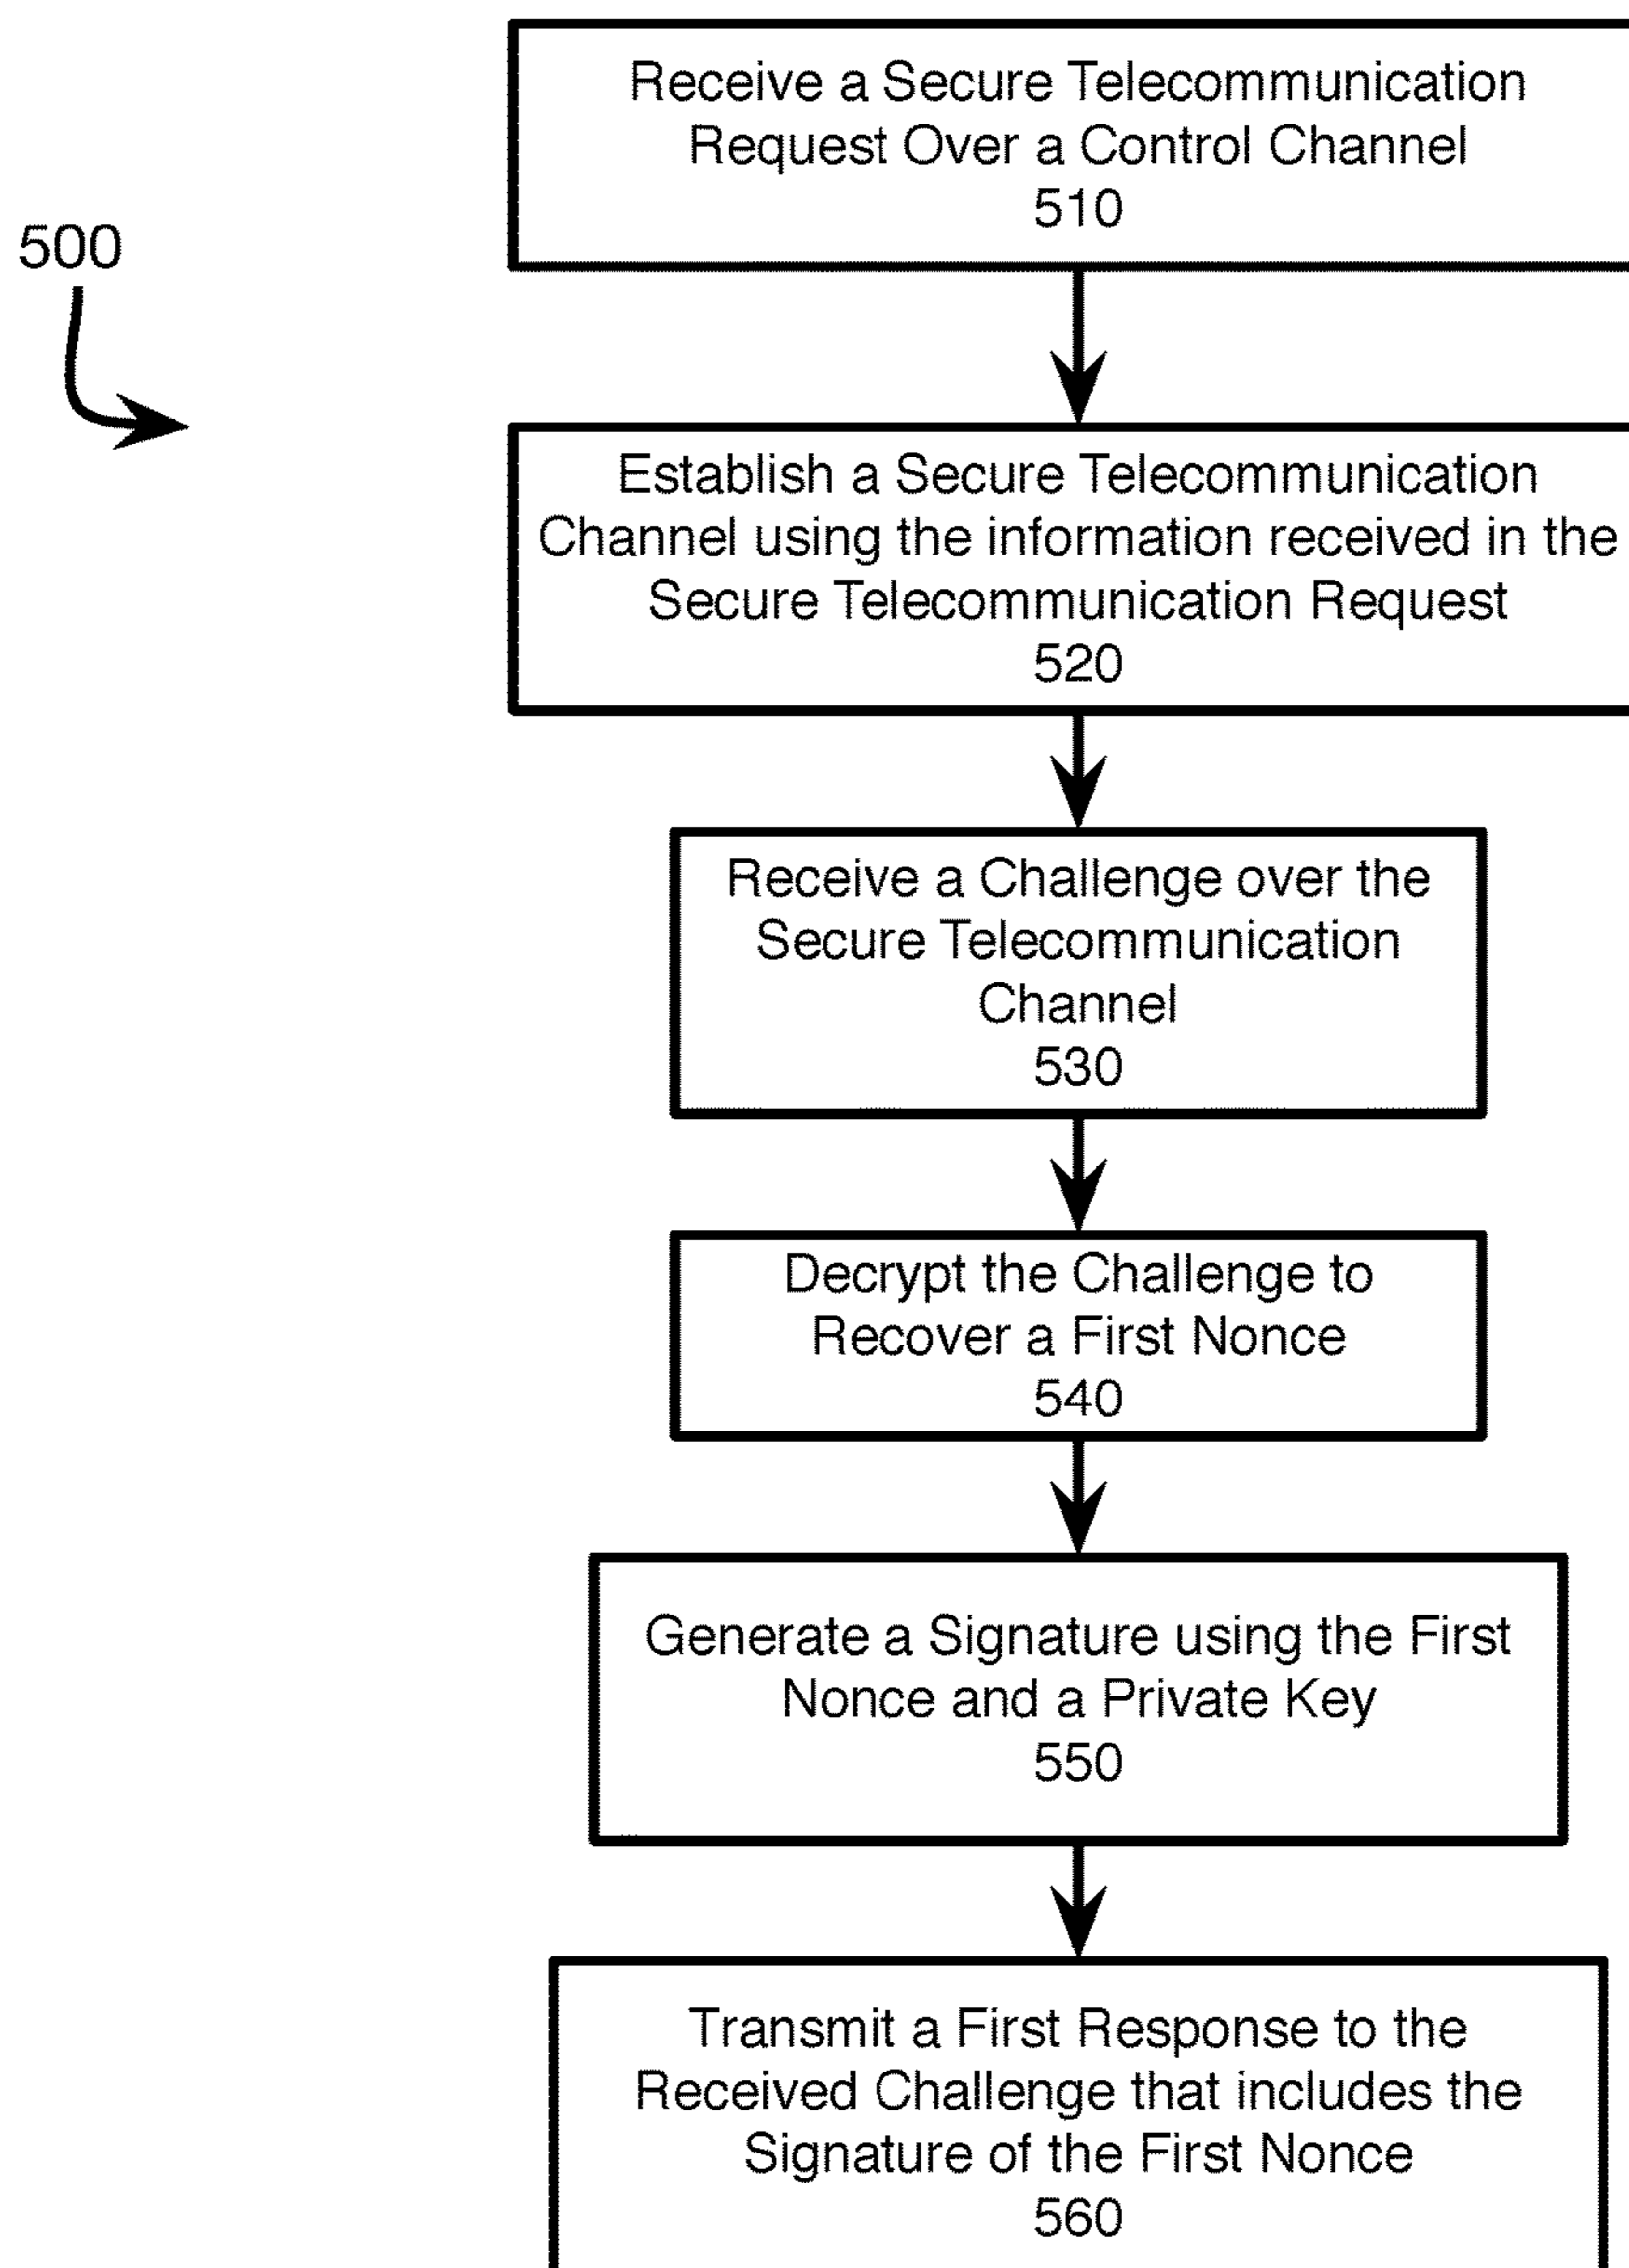 Receive a Secure Telecommunication
Request Over a Control Channel
510
500
Establish a Secure Telecommunication
Channel using the information received in the
Secure Telecommunication Request
520
Receive a Challenge over the
Secure Telecommunication
Channel
530
Decrypt the Challenge to
Recover a First Nonce
540
Generate a Signature using the First
Nonce and a Private Key
550
Transmit a First Response to the
Received Challenge that includes the
Signature of the First Nonce
560